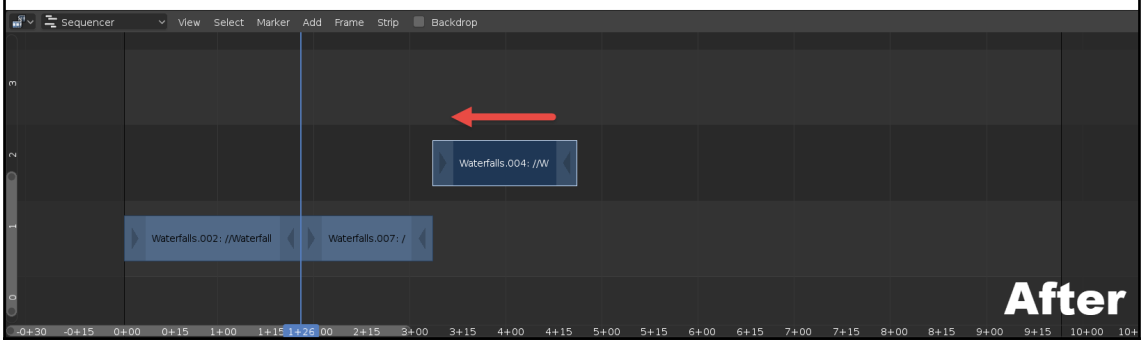 Sequencer View Select Marker Add Frame Strip Backdrop
3
2
Waterfalls.004: //W
1
Waterfalls.002: //Waterfall Waterfalls.007: /
After
0
-0+30 -0+15 0+00 0+15 1+00 1+15 1+26 00 2+15 3+00 3+15 4+00 4+15 5+00 5+15 6+00 6+15 7+00 7+15 8+00 8+15 9+00 9+15 10+00 10+